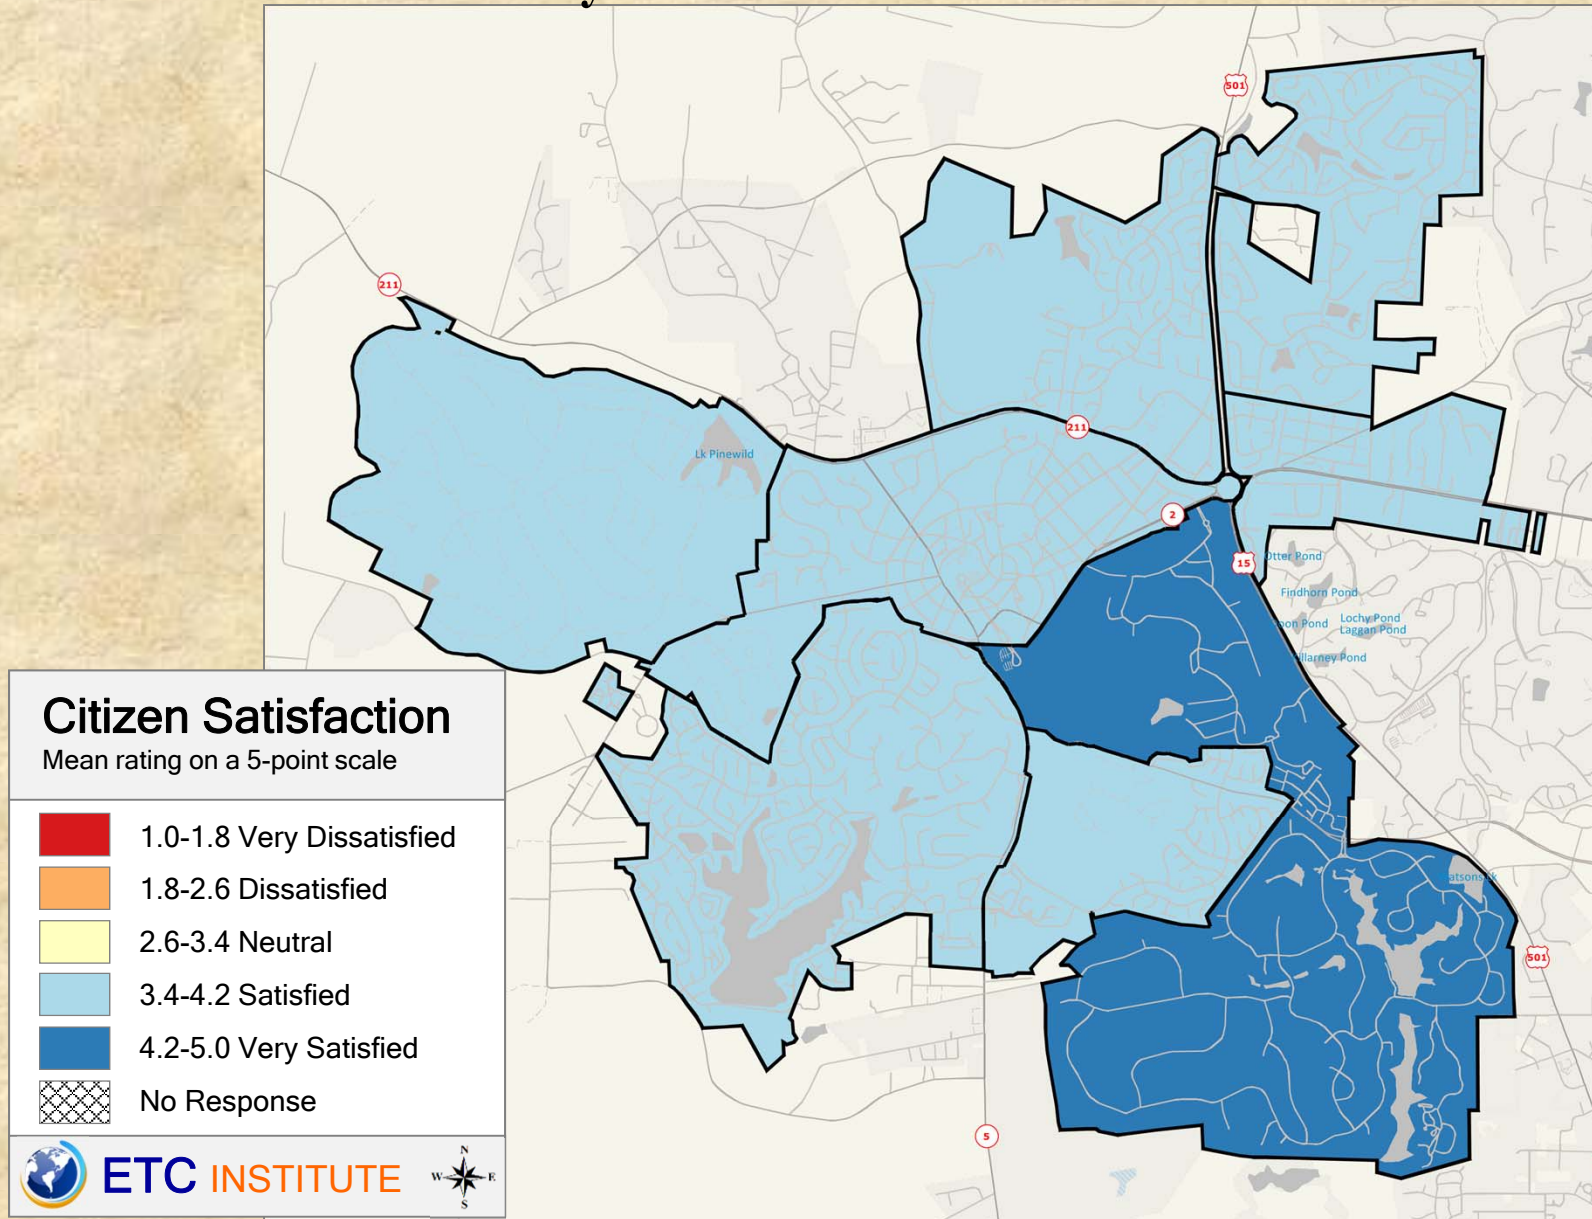 501
211
Lk Pinewild
211
2
15
Otter Pond
Findhorn Pond
Lochy Pond
Pond
Laggan Pond
Pond
501
5
Citizen Satisfaction
Mean rating on a 5-point scale
1.0-1.8 Very Dissatisfied
1.8-2.6 Dissatisfied
2.6-3.4 Neutral
3.4-4.2 Satisfied
4.2-5.0 Very Satisfied
No Response
ETC INSTITUTE
N
W E
S